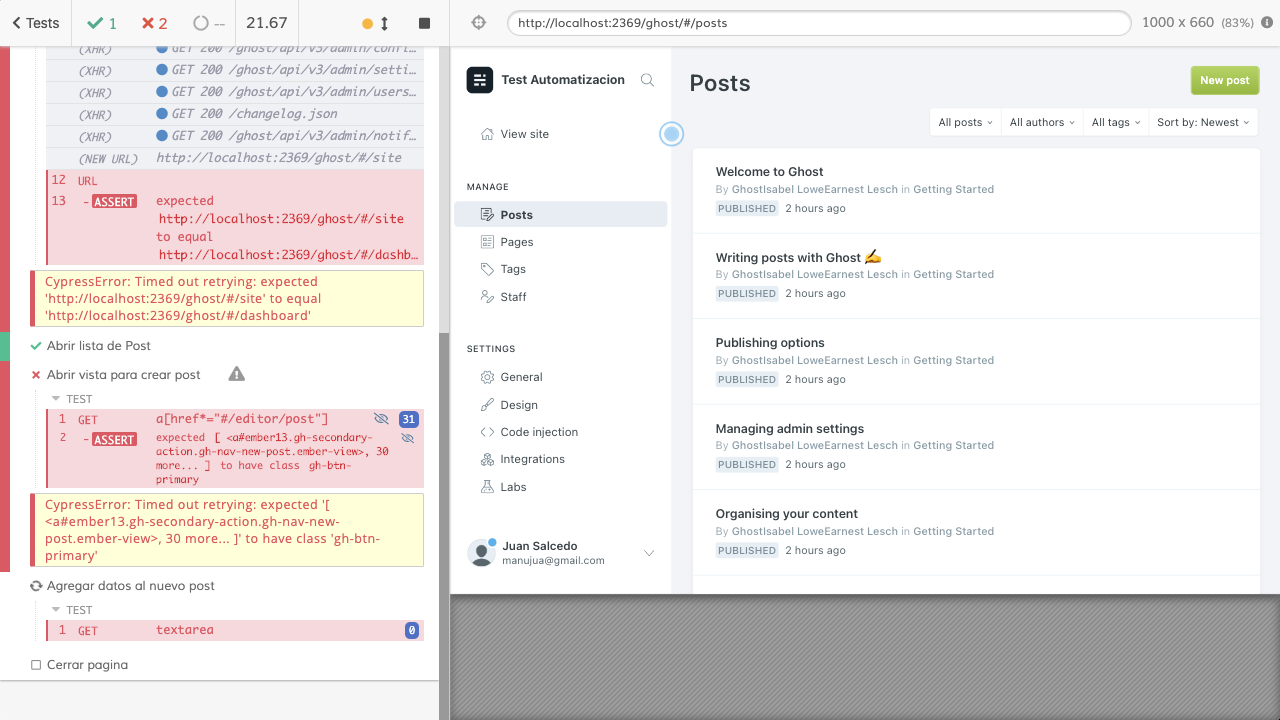 Tests
1
2
--
21.67
http://localhost:2369/ghost/#/posts
1000 x 660 (83%)
(XHR) GET 200 /ghost/api/v3/admin/confi...
(XHR) GET 200 /ghost/api/v3/admin/setti...
(XHR) GET 200 /ghost/api/v3/admin/users...
(XHR) GET 200 /changelog.json
(XHR) GET 200 /ghost/api/v3/admin/notif...
(NEW URL) http://localhost:2369/ghost/#/site
12 URL
13 -ASSERT expected
http://localhost:2369/ghost/#/site
to equal
http://localhost:2369/ghost/#/dashb...
CypressError: Timed out retrying: expected
'http://localhost:2369/ghost/#/site' to equal
'http://localhost:2369/ghost/#/dashboard'
Abrir lista de Post
Abrir vista para crear post
TEST
1 GET a[href*="#/editor/post"] 31
2 -ASSERT expected [ <a#ember13.gh-secondary-
action.gh-nav-new-post.ember-view>, 30
more... ] to have class gh-btn-
primary
CypressError: Timed out retrying: expected '[
<a#ember13.gh-secondary-action.gh-nav-new-
post.ember-view>, 30 more... ]' to have class 'gh-btn-
primary'
Agregar datos al nuevo post
TEST
1 GET textarea 0
Cerrar pagina
Test Automatizacion
View site
MANAGE
Posts
Pages
Tags
Staff
SETTINGS
General
Design
Code injection
Integrations
Labs
Juan Salcedo
manujua@gmail.com
Posts
New post
All posts
All authors
All tags
Sort by: Newest
Welcome to Ghost
By GhostIsabel LoweEarnest Lesch in Getting Started
PUBLISHED 2 hours ago
Writing posts with Ghost ✍️
By GhostIsabel LoweEarnest Lesch in Getting Started
PUBLISHED 2 hours ago
Publishing options
By GhostIsabel LoweEarnest Lesch in Getting Started
PUBLISHED 2 hours ago
Managing admin settings
By GhostIsabel LoweEarnest Lesch in Getting Started
PUBLISHED 2 hours ago
Organising your content
By GhostIsabel LoweEarnest Lesch in Getting Started
PUBLISHED 2 hours ago